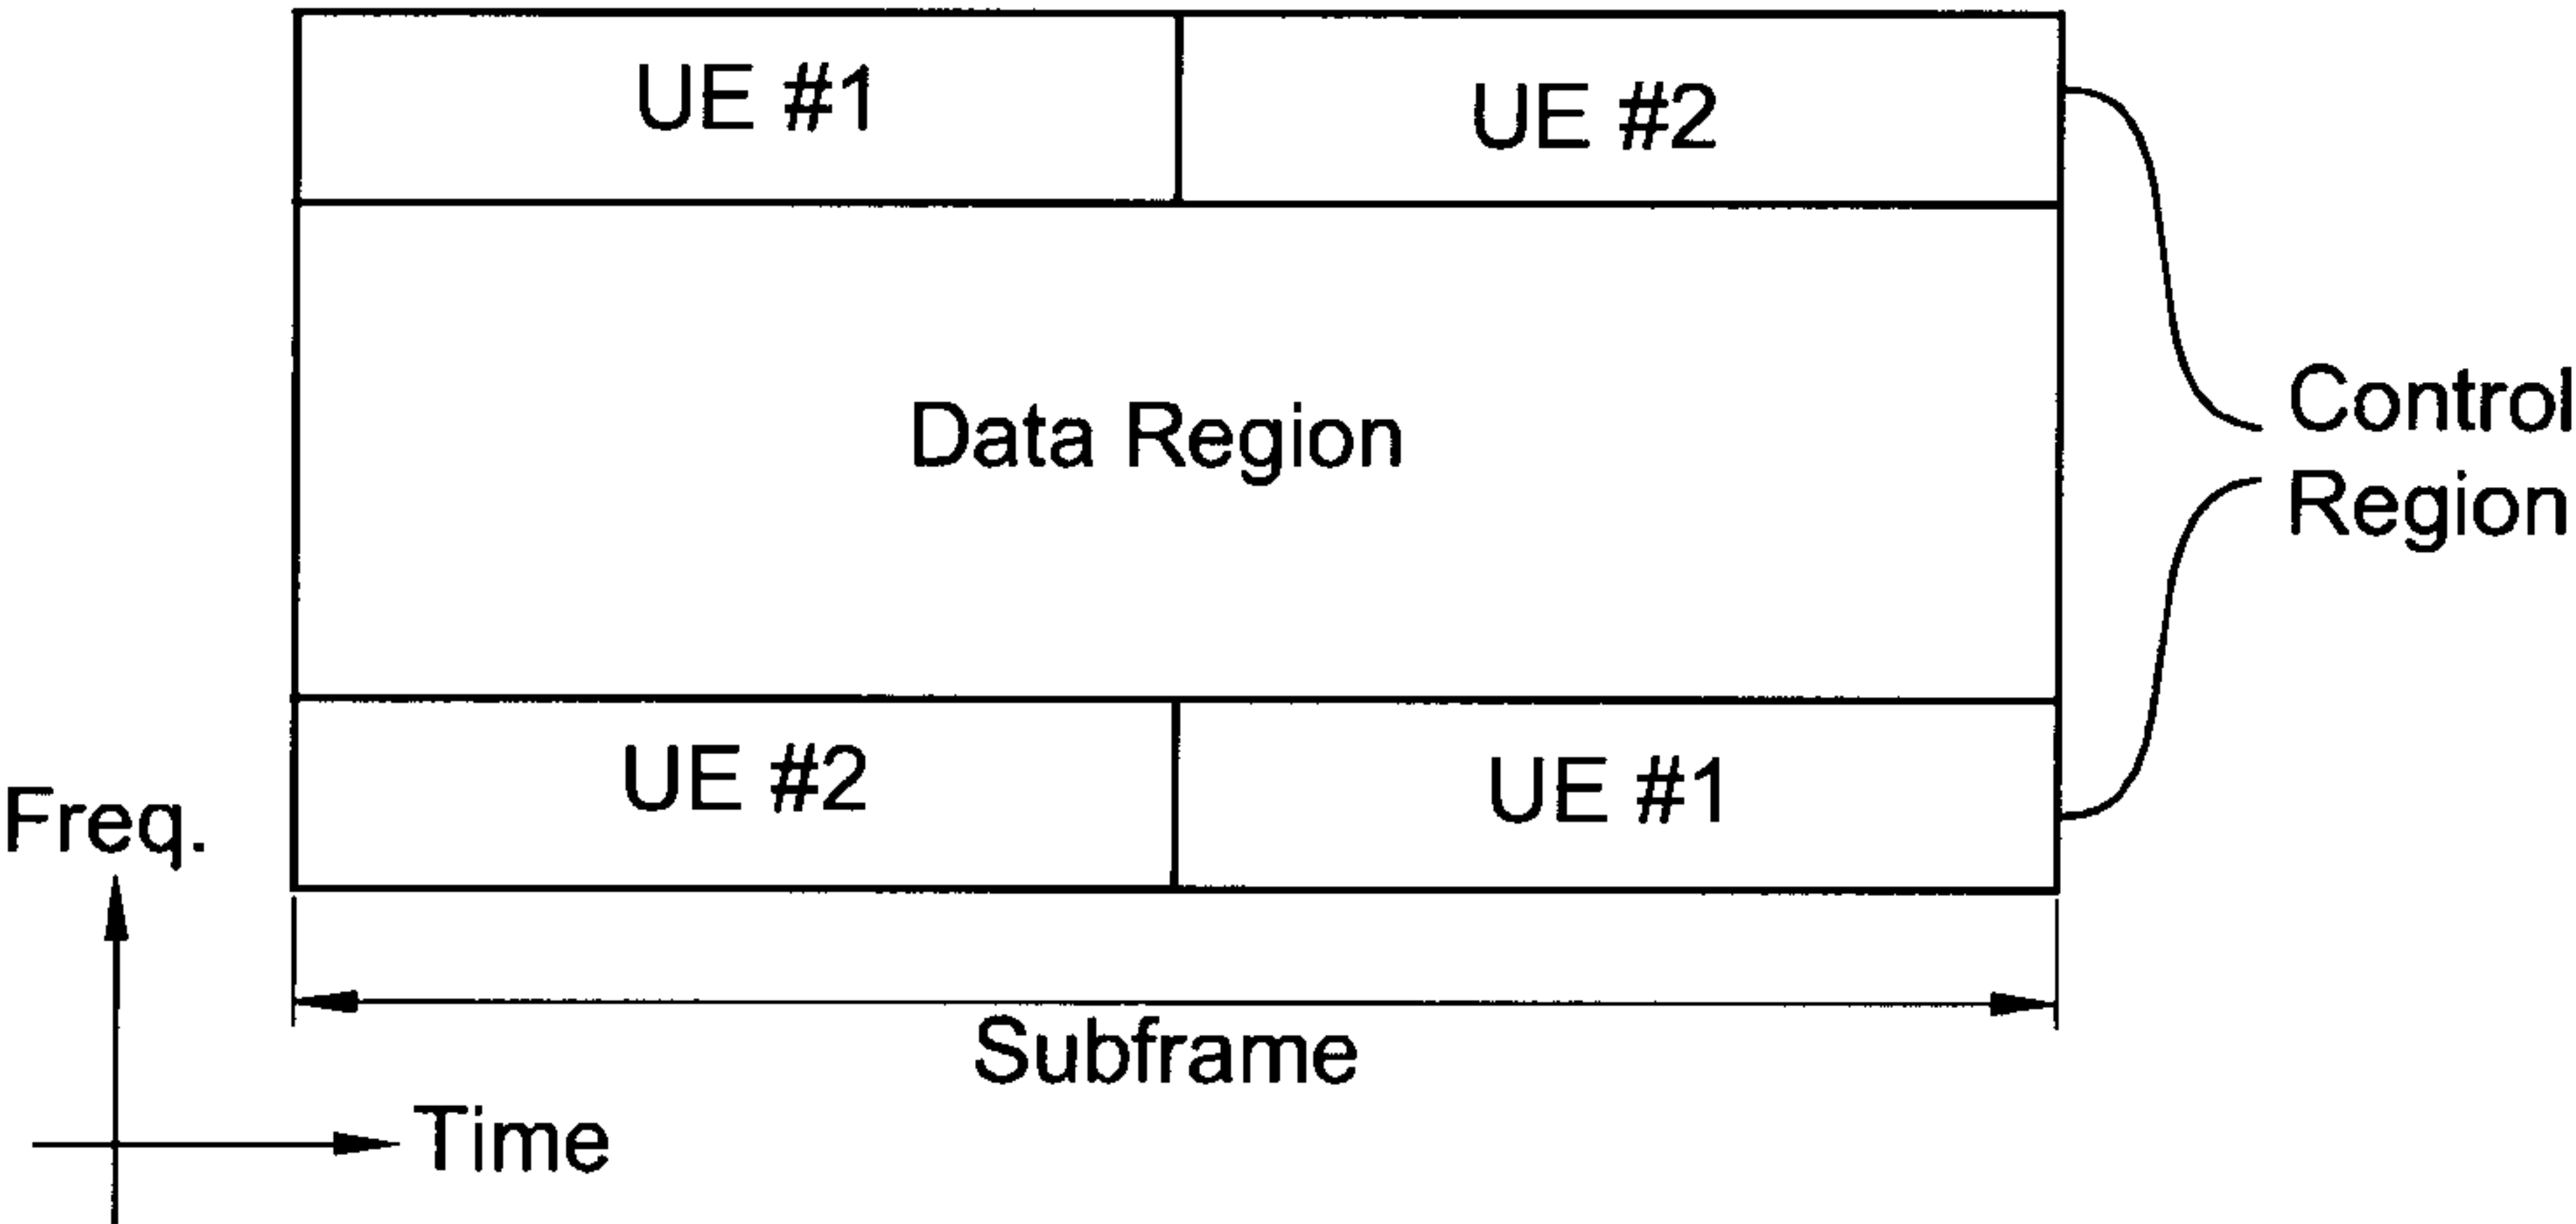 UE #1
UE #2
Data Region
Control
Region
UE #2
UE #1
Freq.
Subframe
Time